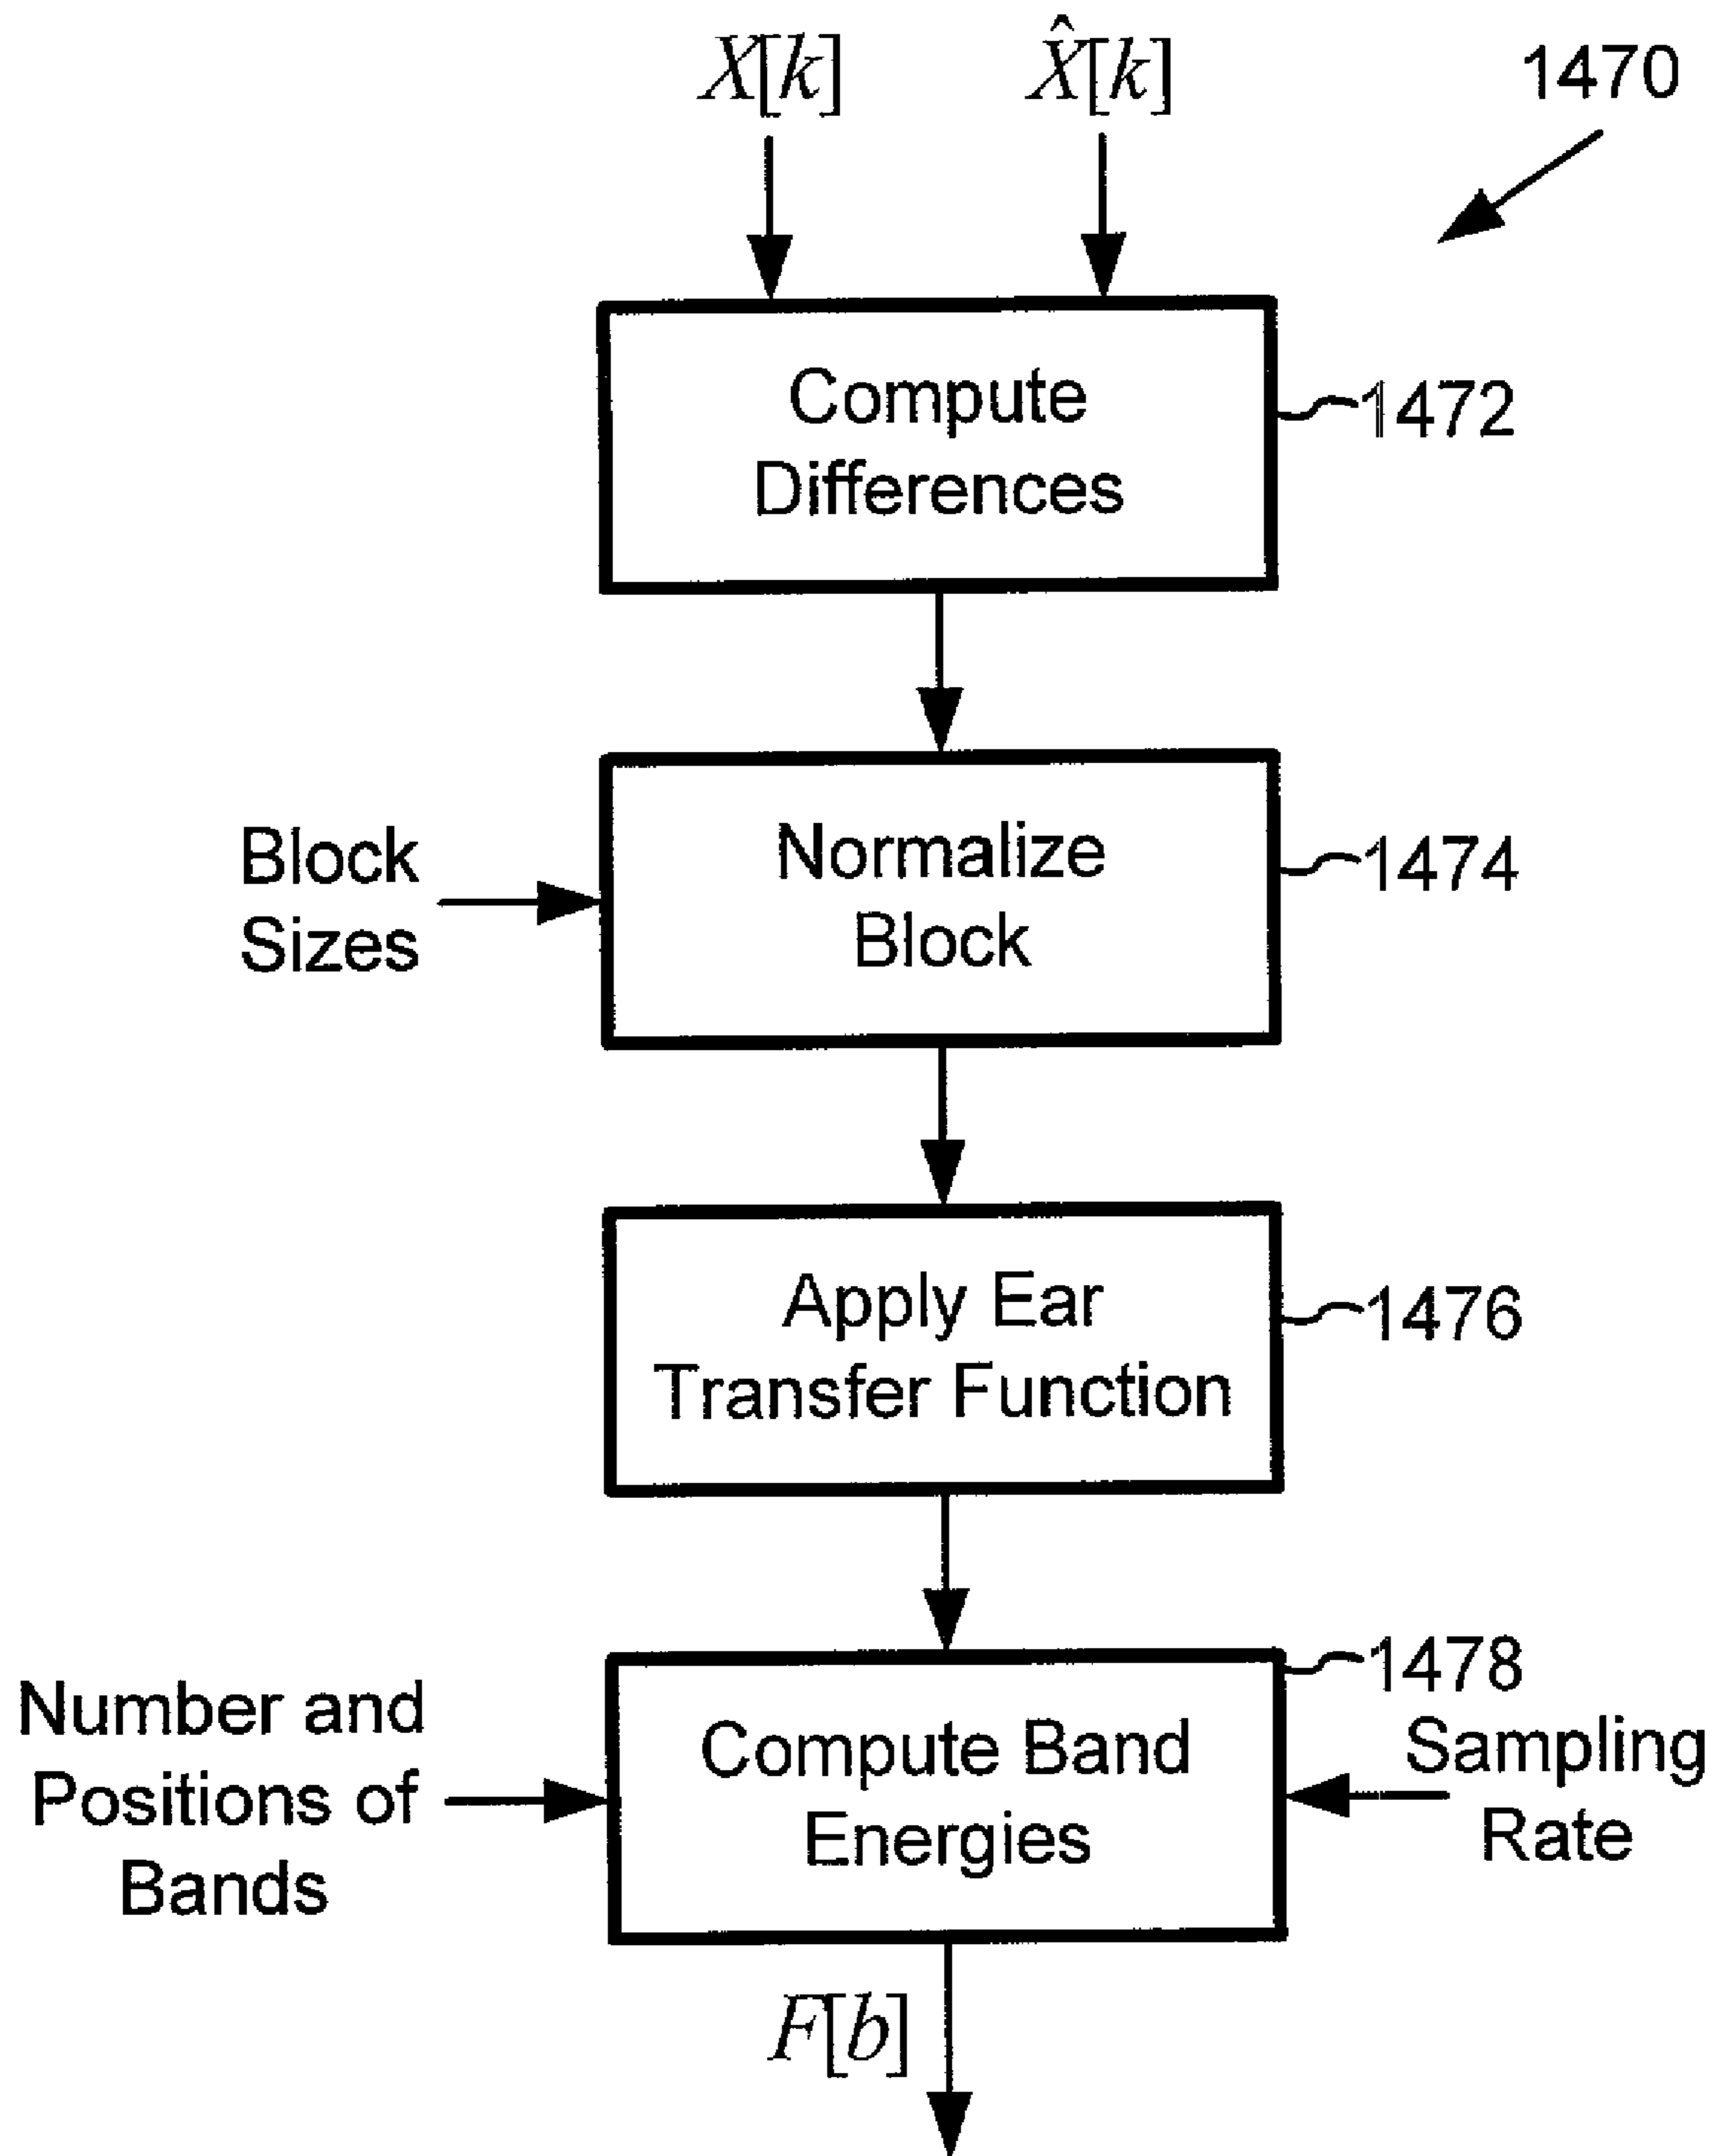 X[k]
X̂[k]
1470
Compute
Differences
1472
Block
Sizes
Normalize
Block
1474
Apply Ear
Transfer Function
1476
Number and
Positions of
Bands
Compute Band
Energies
1478
Sampling
Rate
F[b]